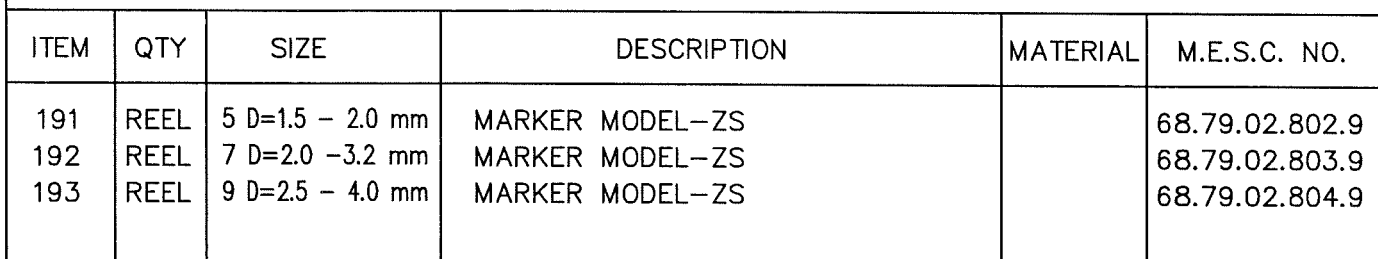 ITEM QTY SIZE DESCRIPTION MATERIAL M.E.S.C. NO.
191 REEL 5 D=1.5 - 2.0 mm MARKER MODEL-ZS 68.79.02.802.9
192 REEL 7 D=2.0 -3.2 mm MARKER MODEL-ZS 68.79.02.803.9
193 REEL 9 D=2.5 - 4.0 mm MARKER MODEL-ZS 68.79.02.804.9